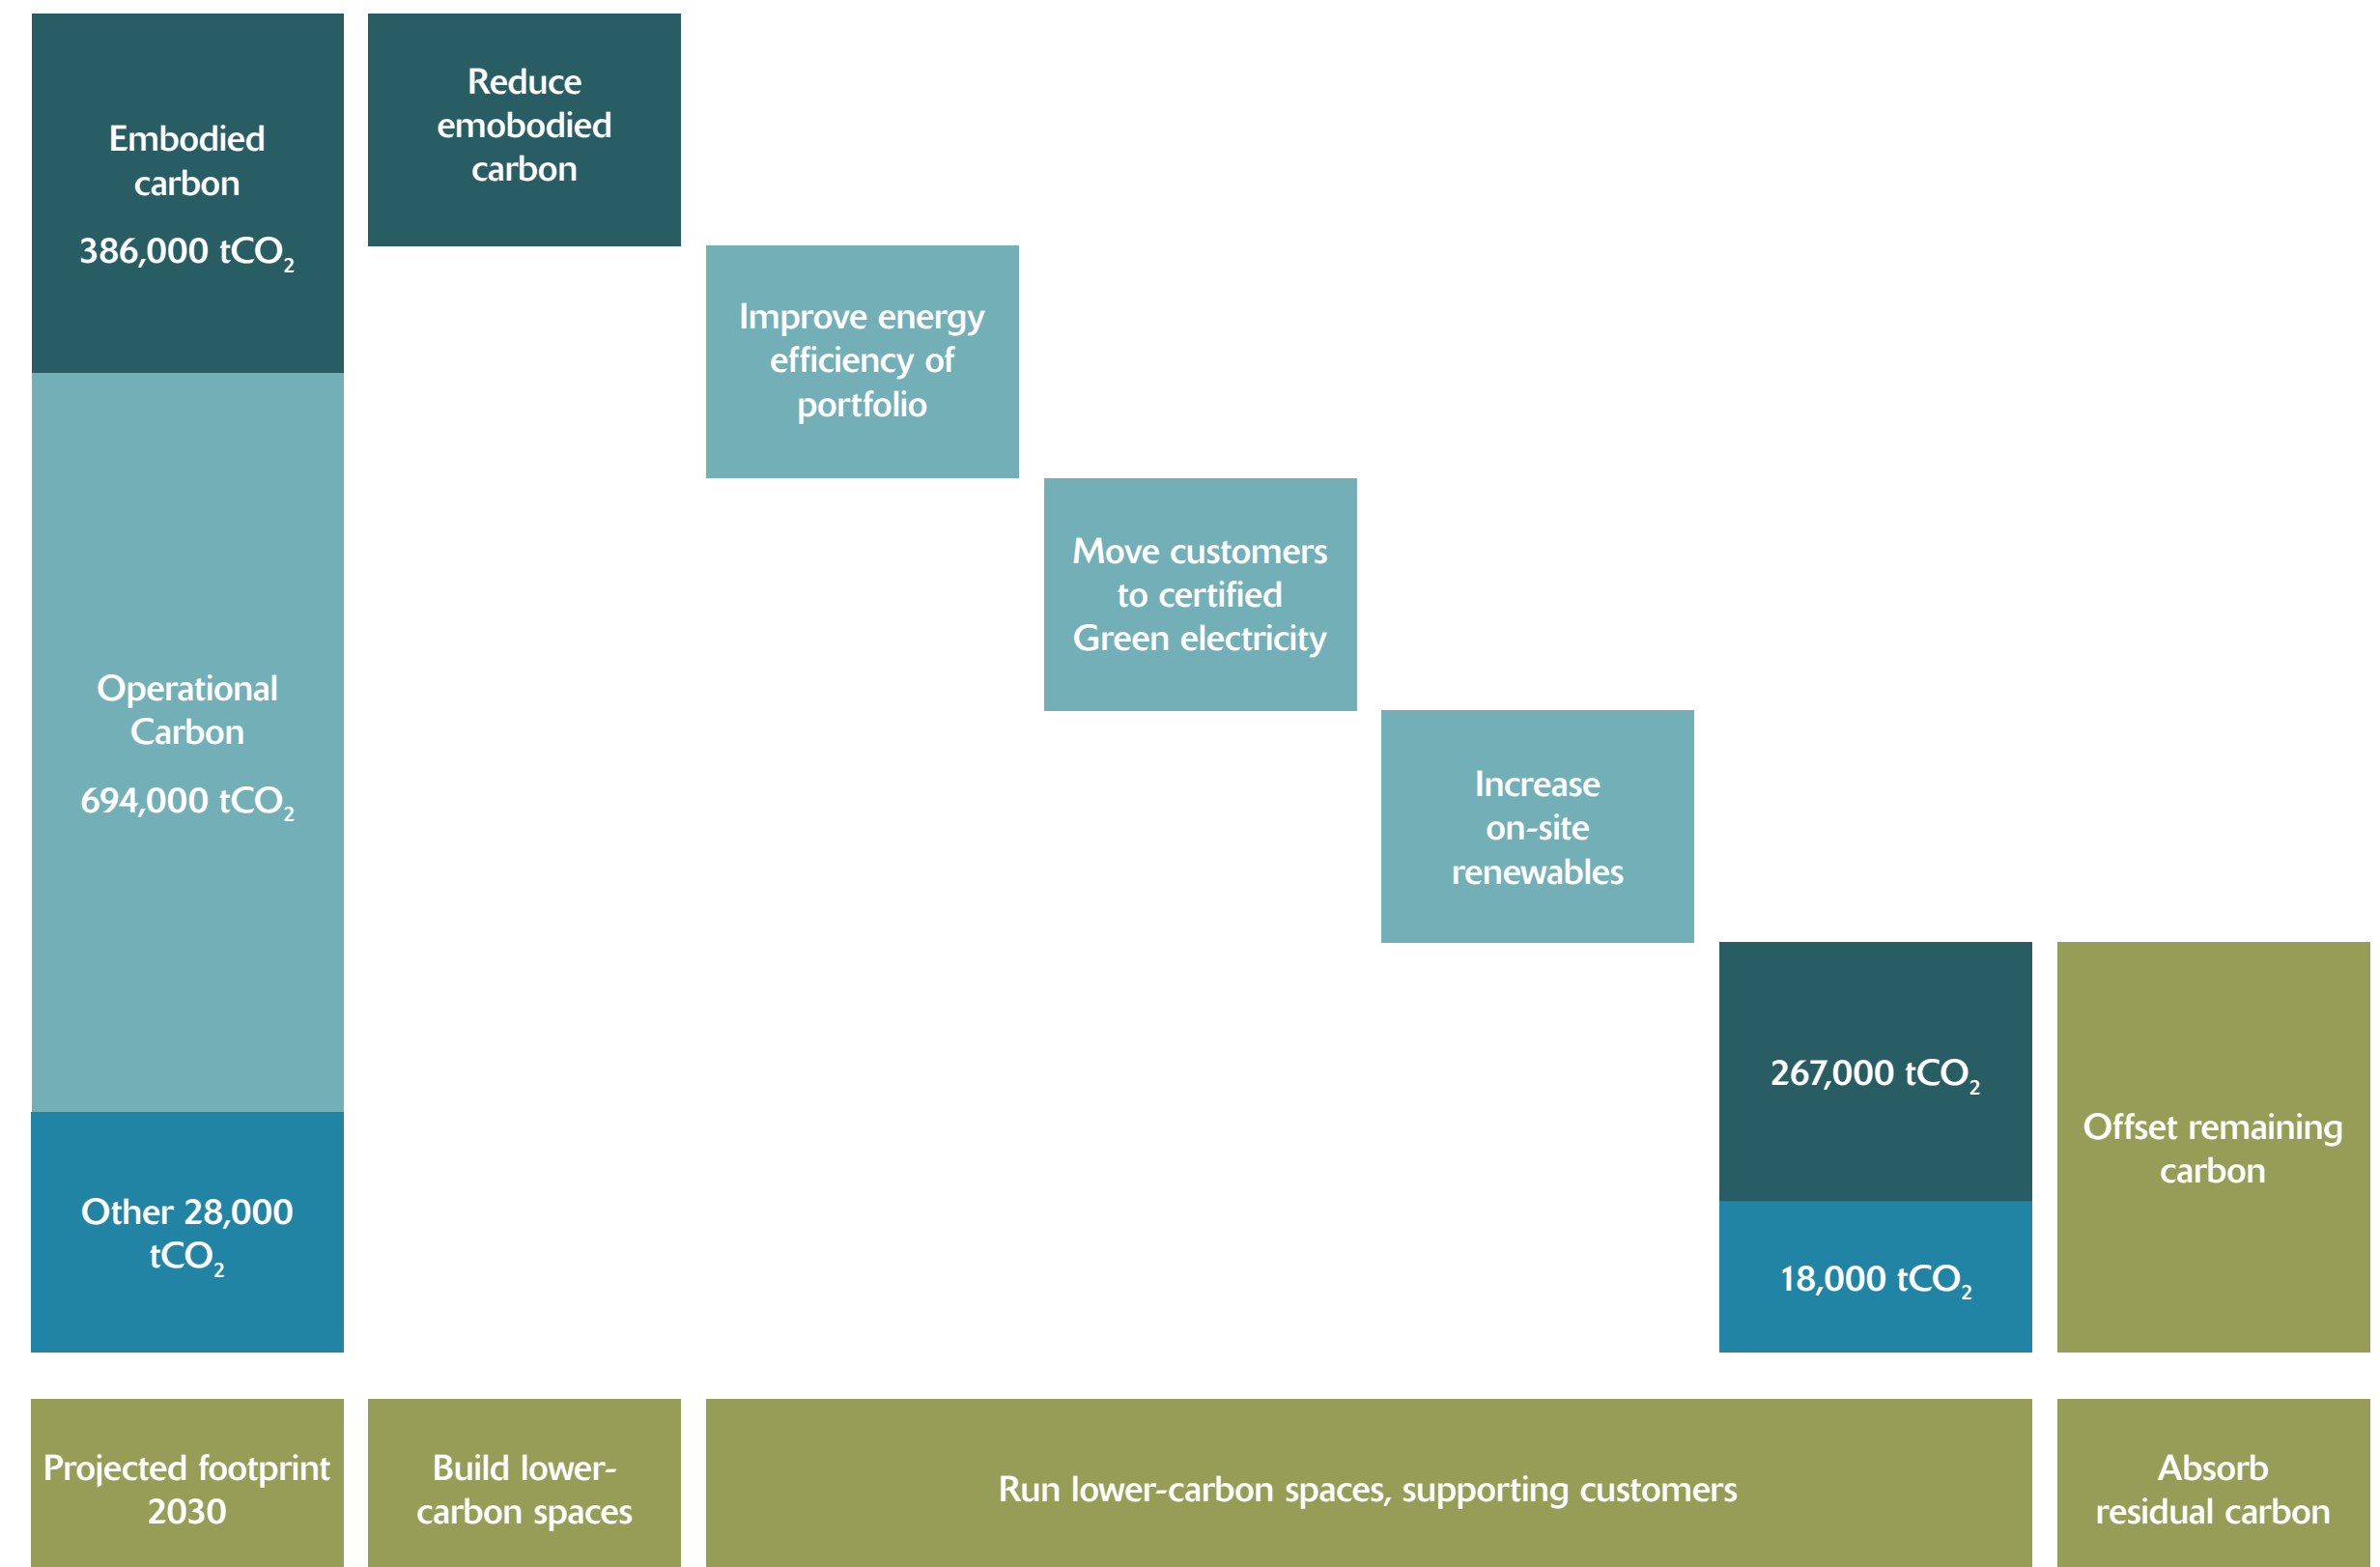 Embodied
carbon
386,000 tCO₂
Operational
Carbon
694,000 tCO₂
Other 28,000
tCO₂
Reduce
emobodied
carbon
Improve energy
efficiency of
portfolio
Move customers
to certified
Green electricity
Increase
on-site
renewables
267,000 tCO₂
18,000 tCO₂
Offset remaining
carbon
Projected footprint
2030
Build lower-
carbon spaces
Run lower-carbon spaces, supporting customers
Absorb
residual carbon